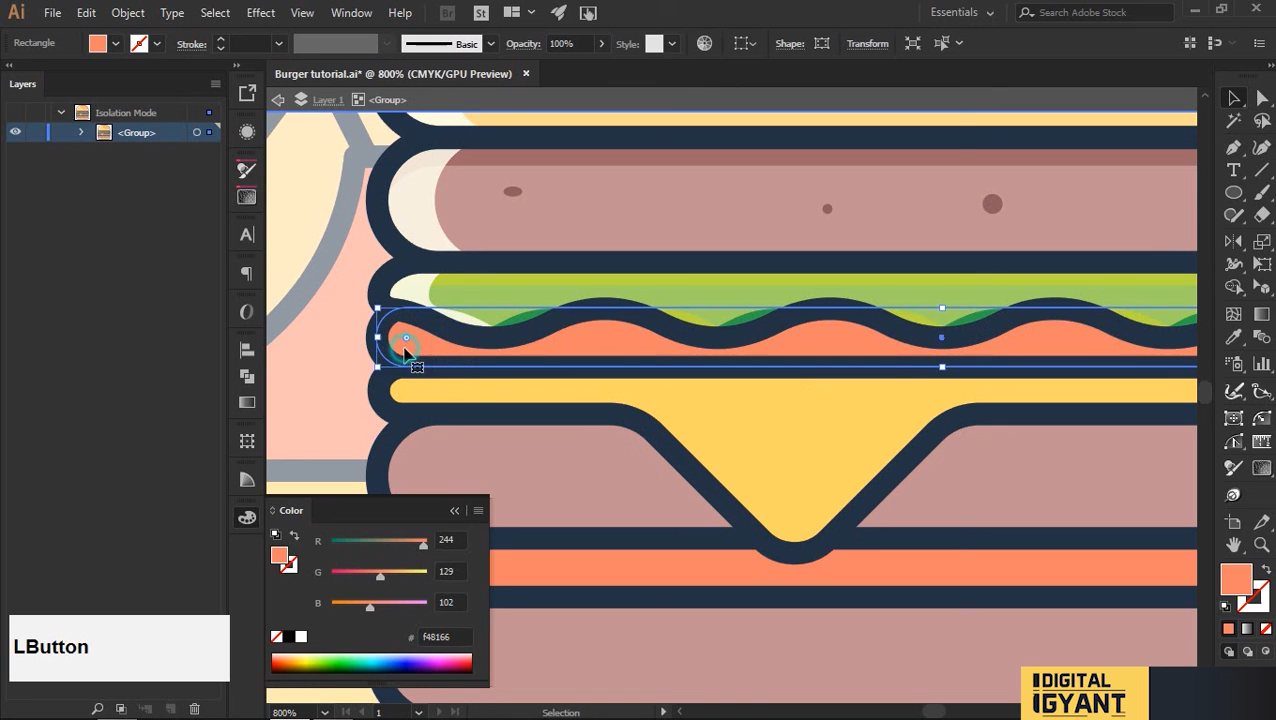 Ai File Edit Object Type Select Effect View Window Help Br St Essentials Search Adobe Stock
Rectangle Stroke: Basic Opacity: 100% Style: Shape: Transform
Layers
Burger tutorial.ai* @ 800% (CMYK/GPU Preview)
Layer 1 <Group>
Isolation Mode
<Group>
Color
R 244
G 129
B 102
# f48166
LButton
800% 1 Selection
DIGITAL
GYANT